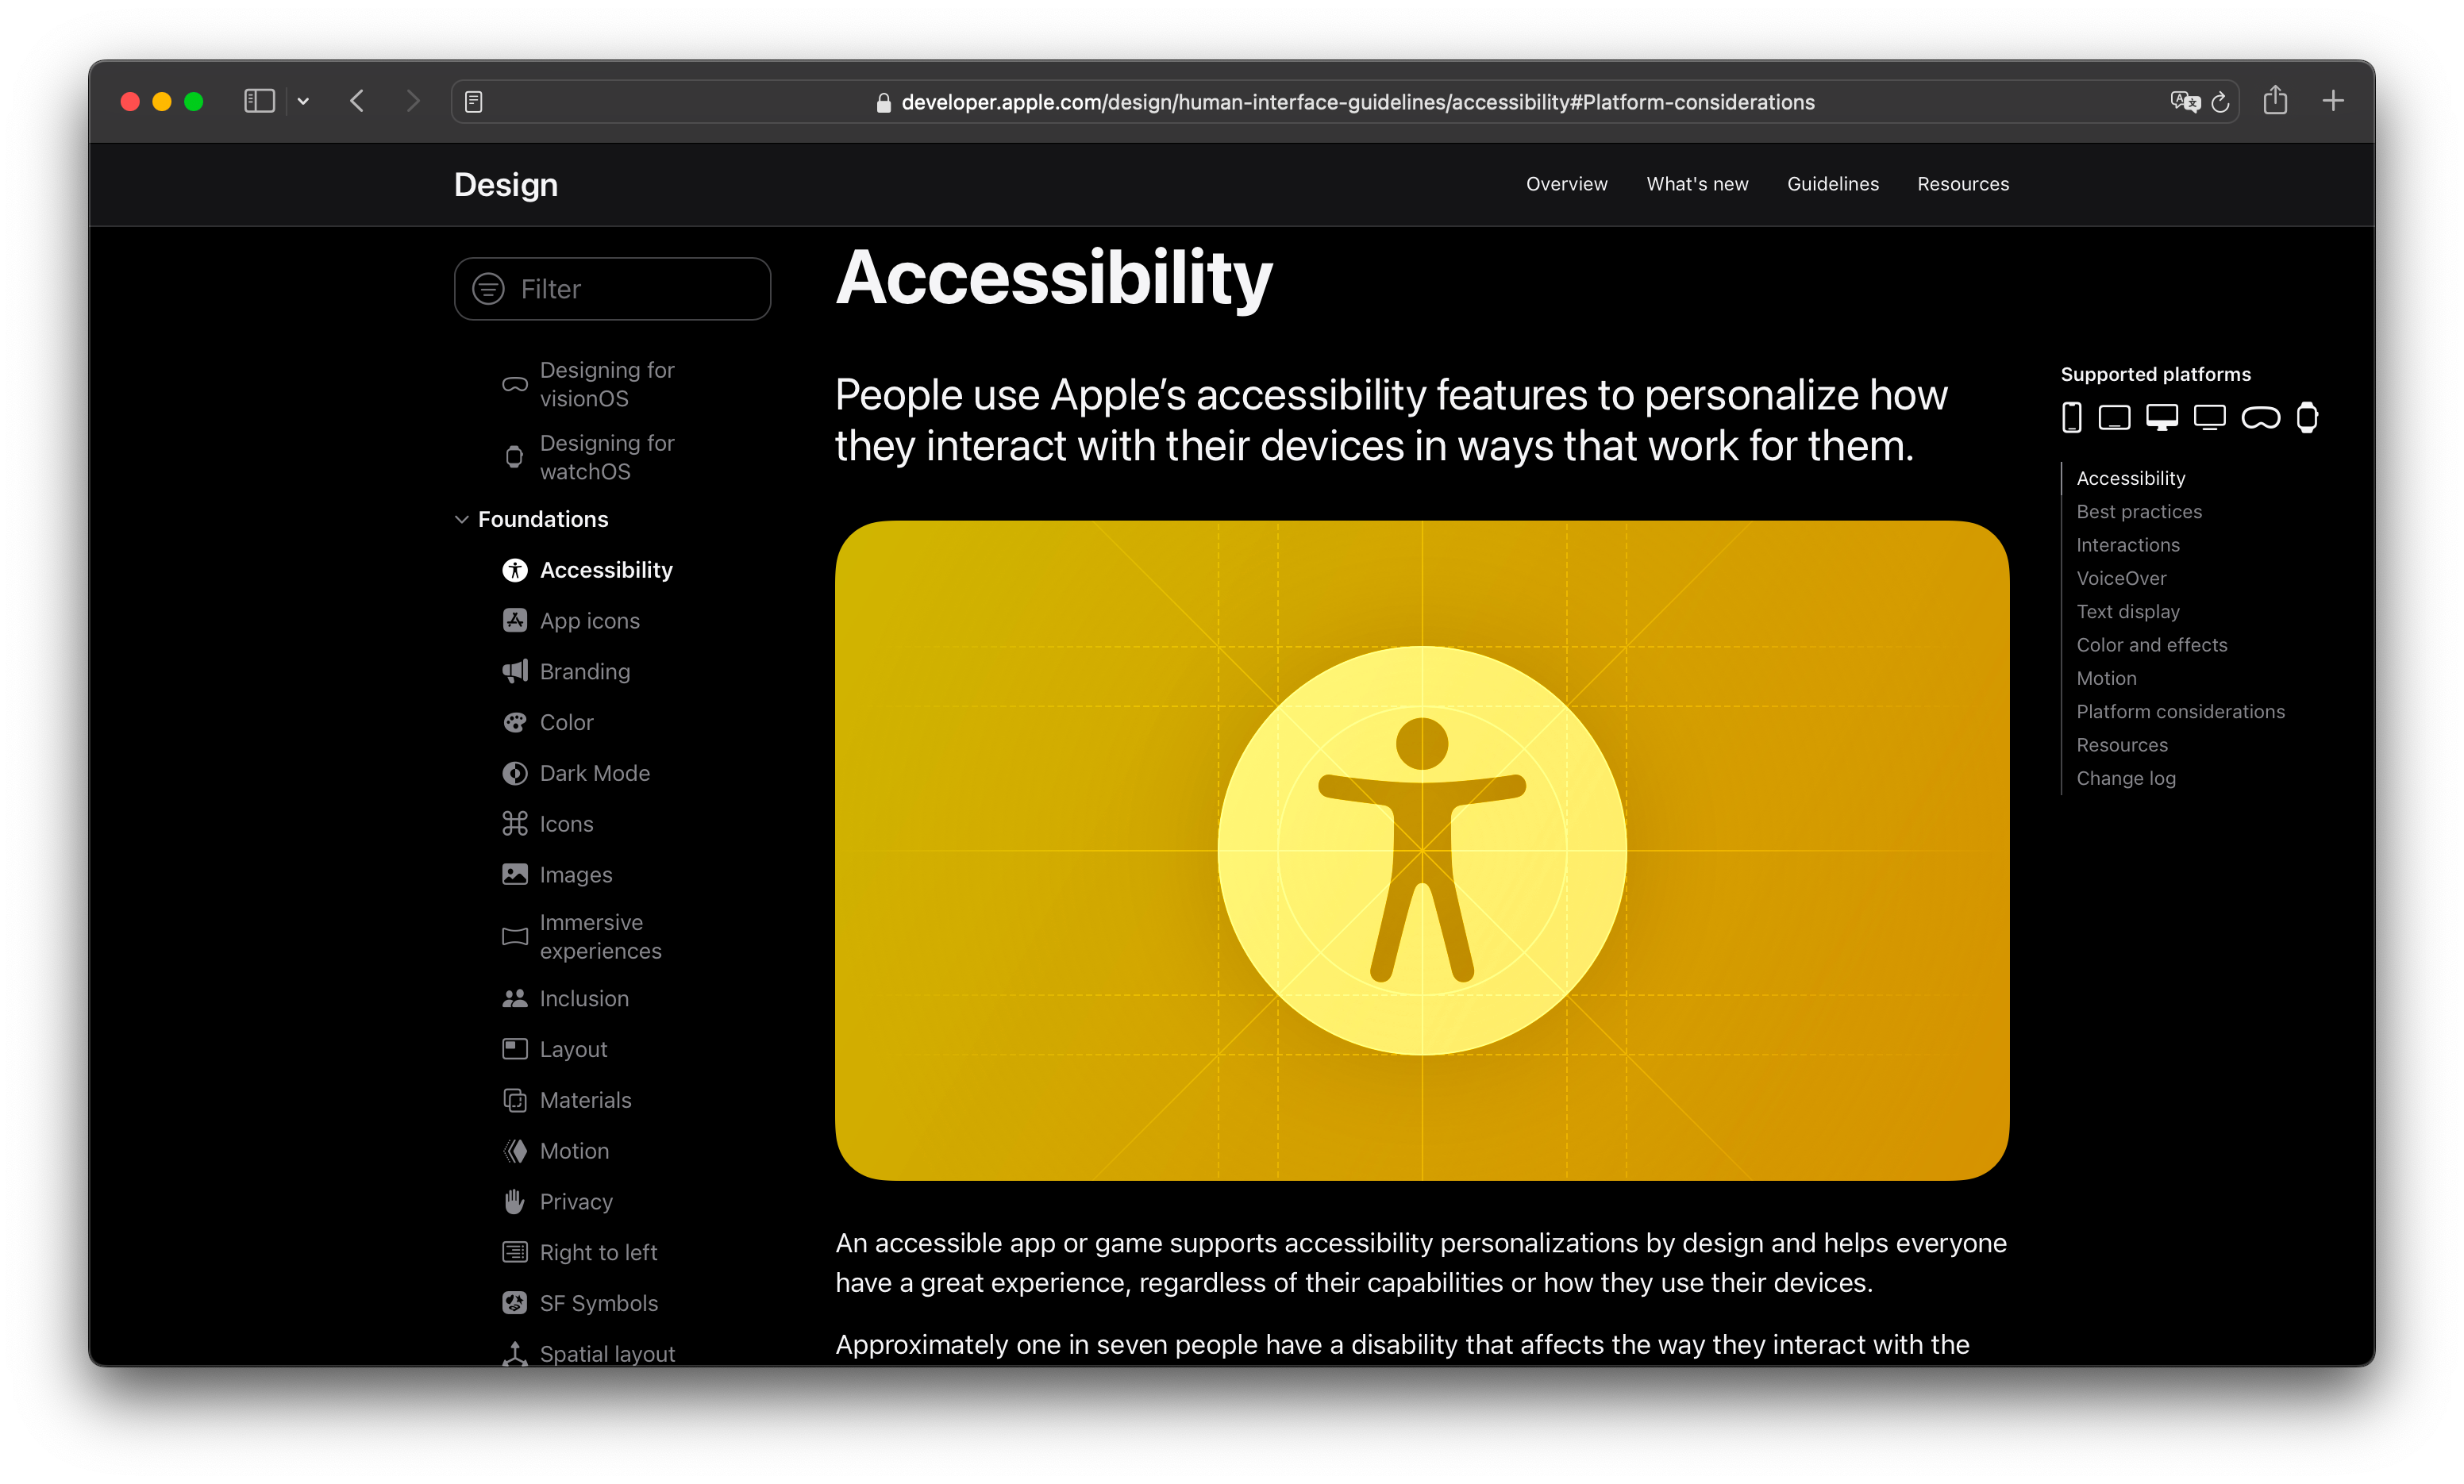 developer.apple.com/design/human-interface-guidelines/accessibility#Platform-considerations
Design
Overview
What's new
Guidelines
Resources
Filter
Designing for
visionOS
Designing for
watchOS
Foundations
Accessibility
App icons
Branding
Color
Dark Mode
Icons
Images
Immersive
experiences
Inclusion
Layout
Materials
Motion
Privacy
Right to left
SF Symbols
Spatial layout
Accessibility
People use Apple’s accessibility features to personalize how
they interact with their devices in ways that work for them.
An accessible app or game supports accessibility personalizations by design and helps everyone
have a great experience, regardless of their capabilities or how they use their devices.
Approximately one in seven people have a disability that affects the way they interact with the
Supported platforms
Accessibility
Best practices
Interactions
VoiceOver
Text display
Color and effects
Motion
Platform considerations
Resources
Change log